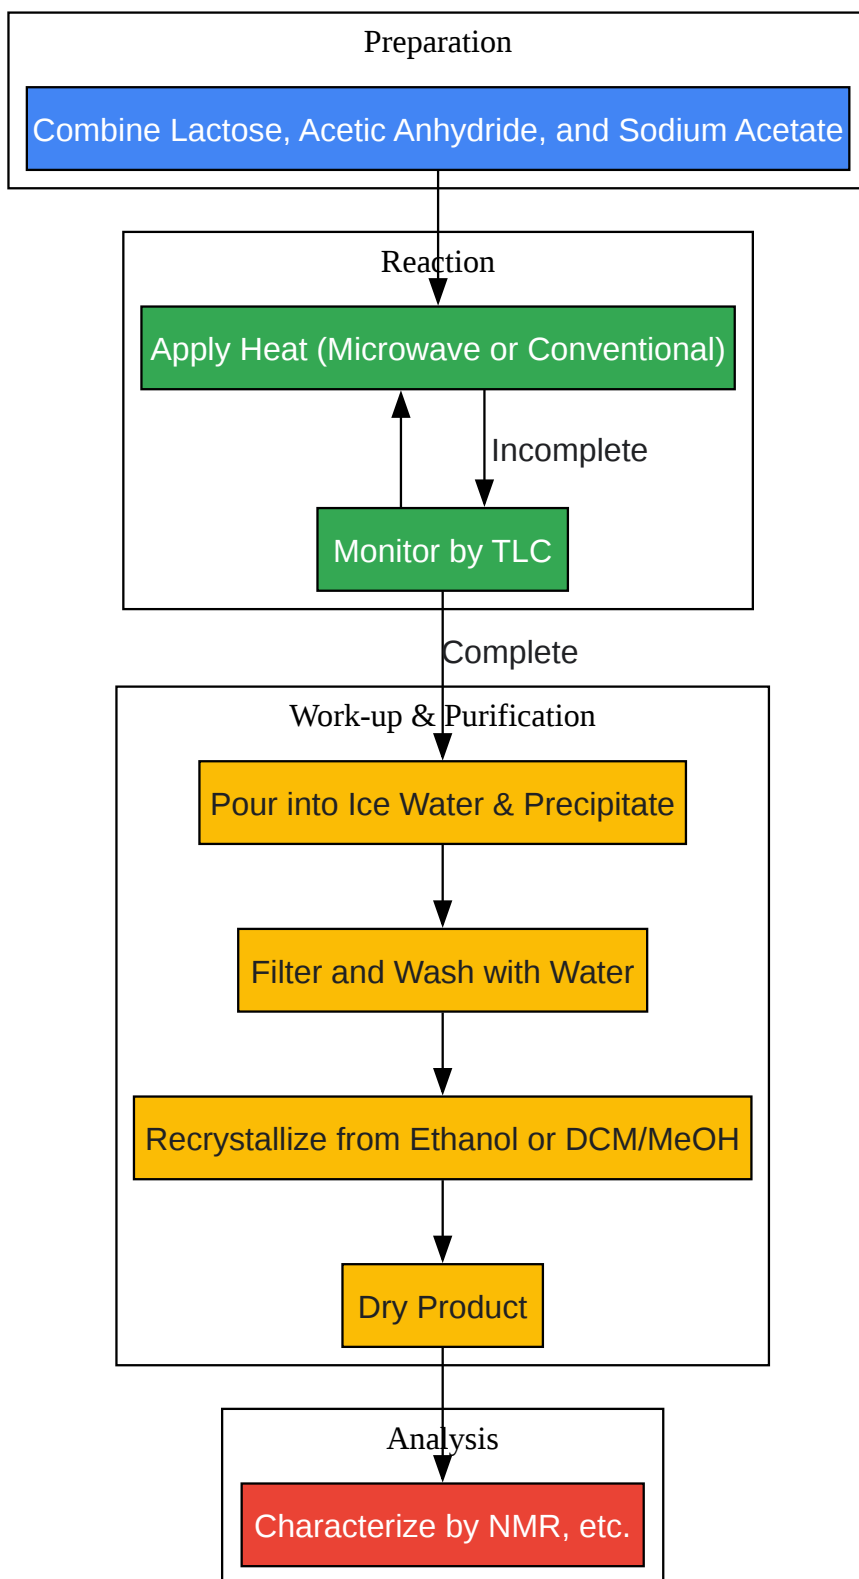 Preparation
Combine Lactose, Acetic Anhydride, and Sodium Acetate
Reaction
Apply Heat (Microwave or Conventional)
Incomplete
Monitor by TLC
Complete
Work-up & Purification
Pour into Ice Water & Precipitate
Filter and Wash with Water
Recrystallize from Ethanol or DCM/MeOH
Dry Product
Analysis
Characterize by NMR, etc.